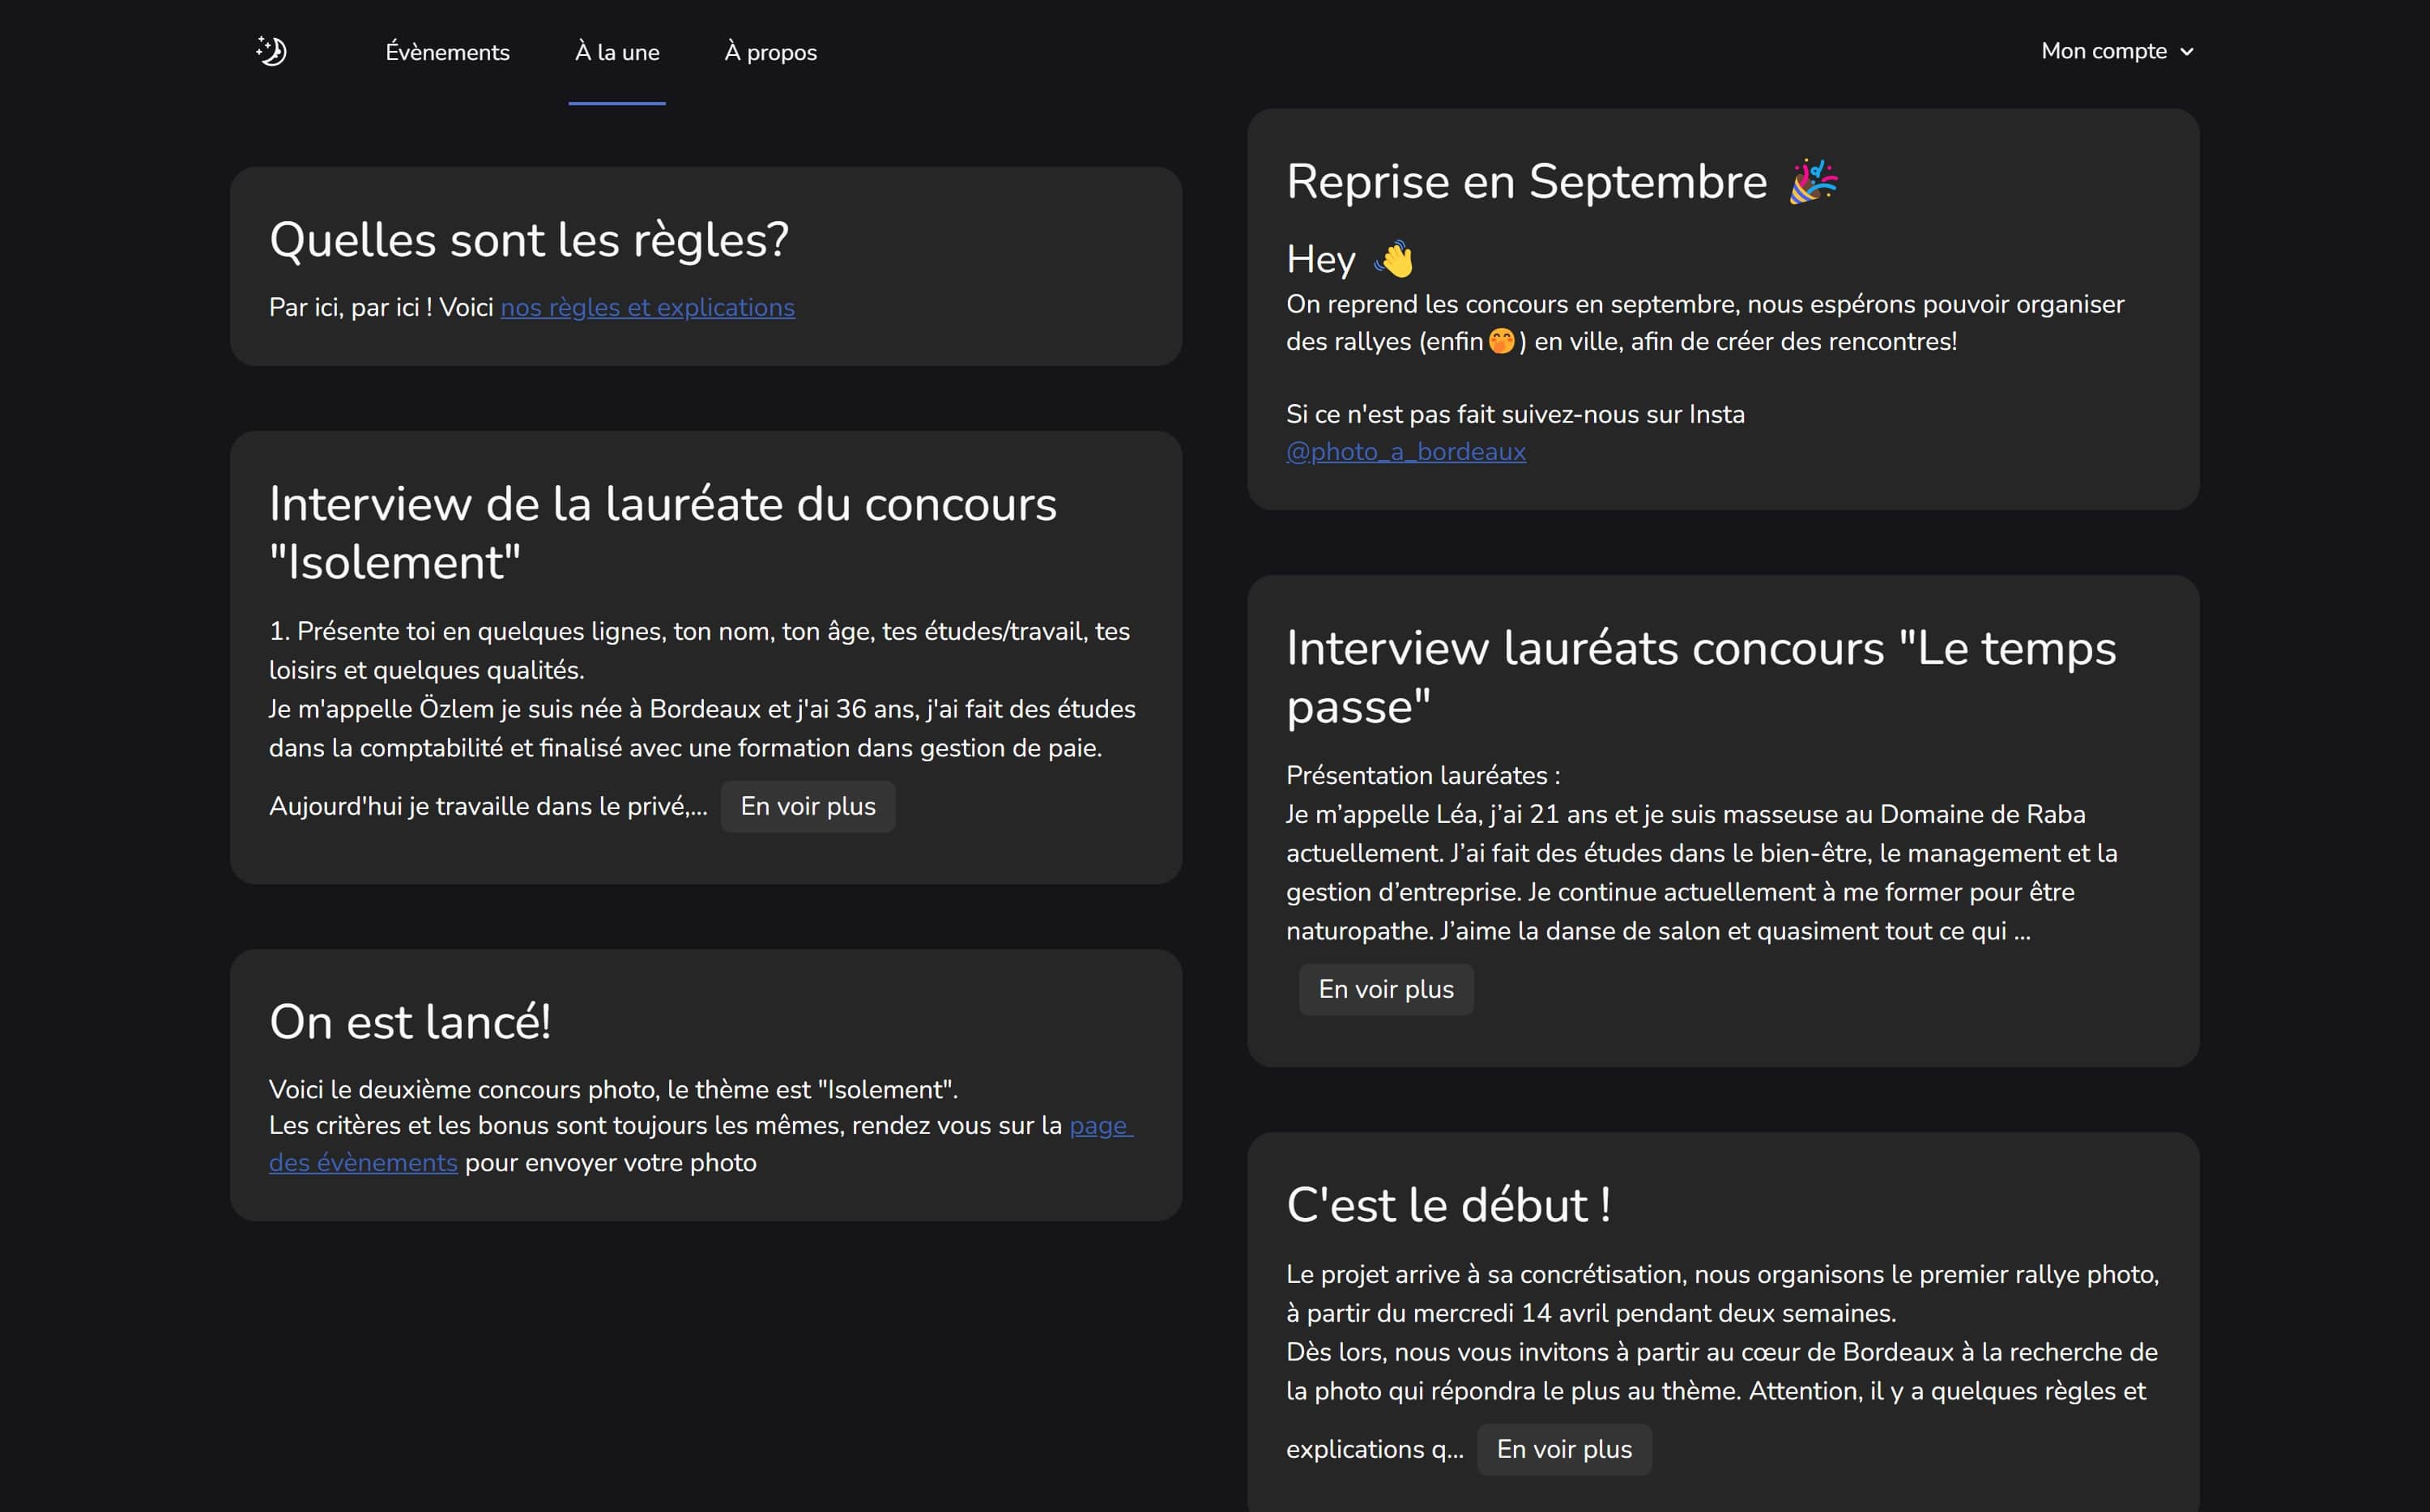 Évènements
À la une
À propos
Mon compte
Quelles sont les règles?
Par ici, par ici ! Voici nos règles et explications
Interview de la lauréate du concours
"Isolement"
1. Présente toi en quelques lignes, ton nom, ton âge, tes études/travail, tes
loisirs et quelques qualités.
Je m'appelle Özlem je suis née à Bordeaux et j'ai 36 ans, j'ai fait des études
dans la comptabilité et finalisé avec une formation dans gestion de paie.
Aujourd'hui je travaille dans le privé,... En voir plus
On est lancé!
Voici le deuxième concours photo, le thème est "Isolement".
Les critères et les bonus sont toujours les mêmes, rendez vous sur la page
des évènements pour envoyer votre photo
Reprise en Septembre 🎉
Hey 👋
On reprend les concours en septembre, nous espérons pouvoir organiser
des rallyes (enfin🤭) en ville, afin de créer des rencontres!
Si ce n'est pas fait suivez-nous sur Insta
@photo_a_bordeaux
Interview lauréats concours "Le temps
passe"
Présentation lauréates :
Je m’appelle Léa, j’ai 21 ans et je suis masseuse au Domaine de Raba
actuellement. J’ai fait des études dans le bien-être, le management et la
gestion d’entreprise. Je continue actuellement à me former pour être
naturopathe. J’aime la danse de salon et quasiment tout ce qui ...
En voir plus
C'est le début !
Le projet arrive à sa concrétisation, nous organisons le premier rallye photo,
à partir du mercredi 14 avril pendant deux semaines.
Dès lors, nous vous invitons à partir au cœur de Bordeaux à la recherche de
la photo qui répondra le plus au thème. Attention, il y a quelques règles et
explications q... En voir plus